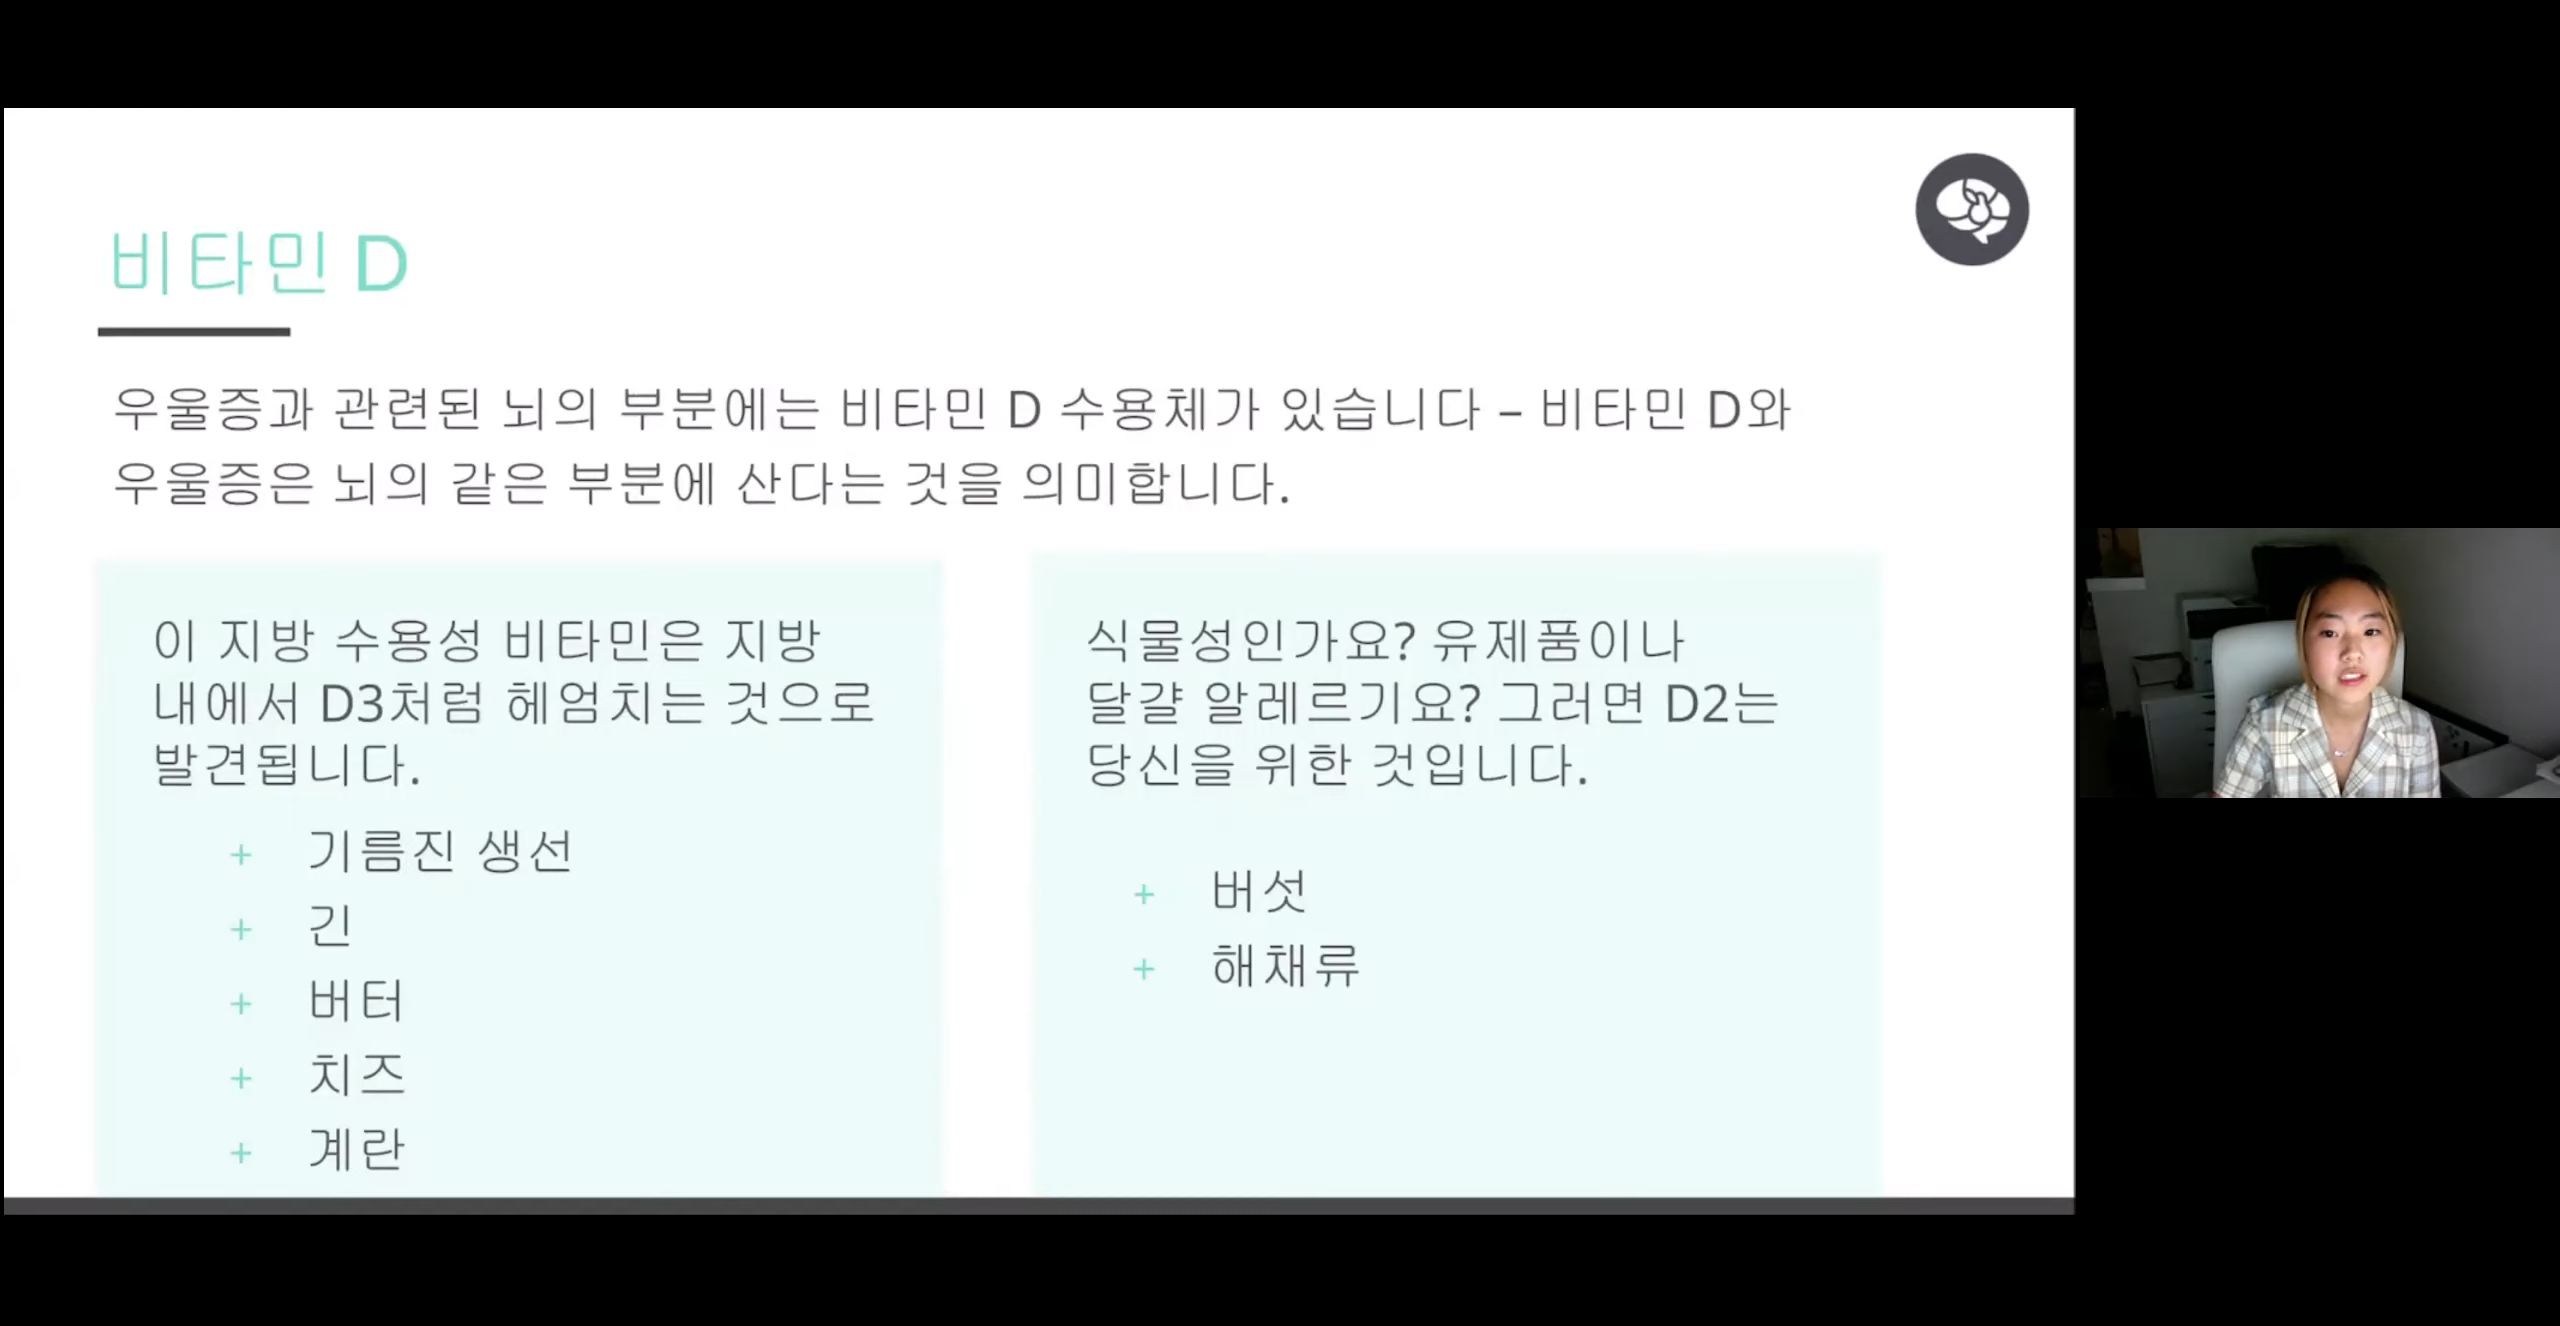 비타민 D
우울증과 관련된 뇌의 부분에는 비타민 D 수용체가 있습니다 – 비타민 D와
우울증은 뇌의 같은 부분에 산다는 것을 의미합니다.
이 지방 수용성 비타민은 지방
내에서 D3처럼 헤엄치는 것으로
발견됩니다.
+ 기름진 생선
+ 긴
+ 버터
+ 치즈
+ 계란
식물성인가요? 유제품이나
달걀 알레르기요? 그러면 D2는
당신을 위한 것입니다.
+ 버섯
+ 해채류